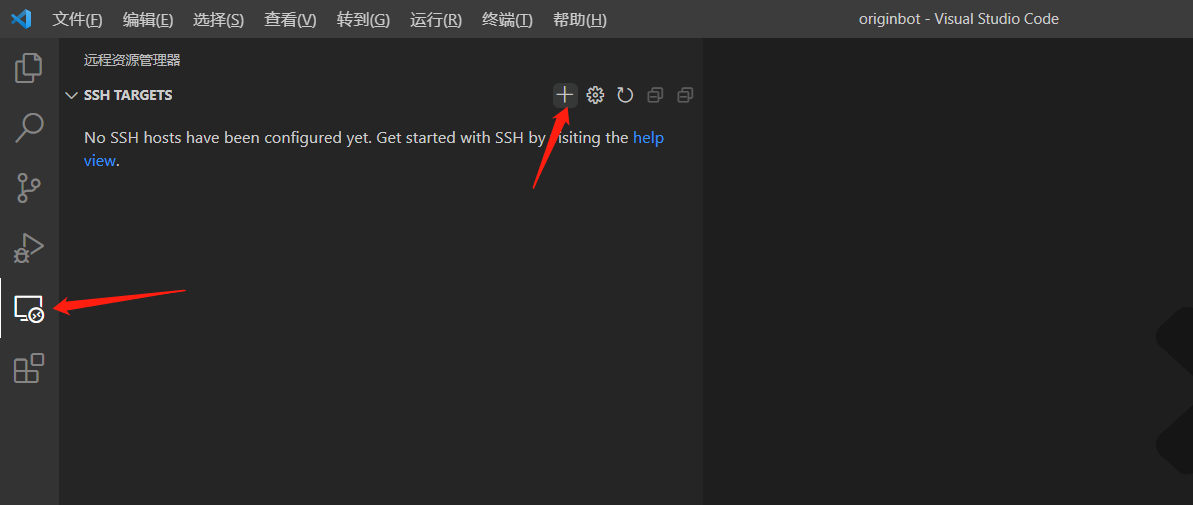 文件(F) 编辑(E) 选择(S) 查看(V) 转到(G) 运行(R) 终端(T) 帮助(H) originbot - Visual Studio Code
远程资源管理器
SSH TARGETS
No SSH hosts have been configured yet. Get started with SSH by visiting the help
view.